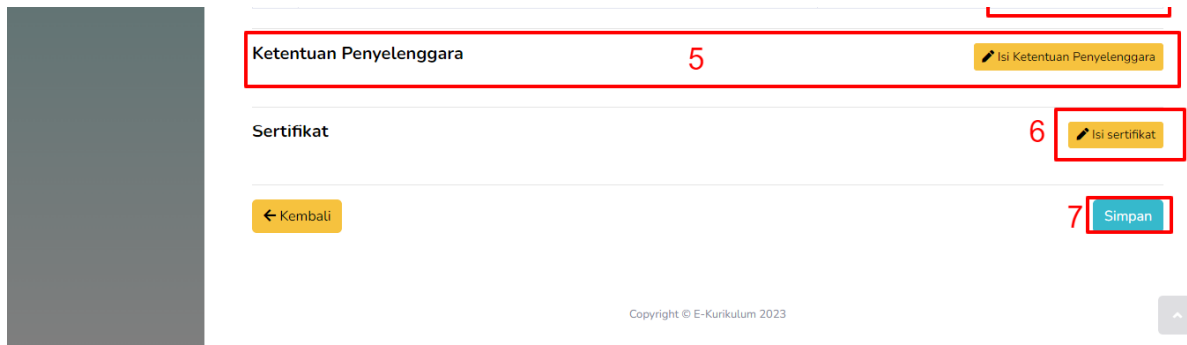 Ketentuan Penyelenggara
5
Isi Ketentuan Penyelenggara
Sertifikat
6
Isi sertifikat
Kembali
7
Simpan
Copyright © E-Kurikulum 2023